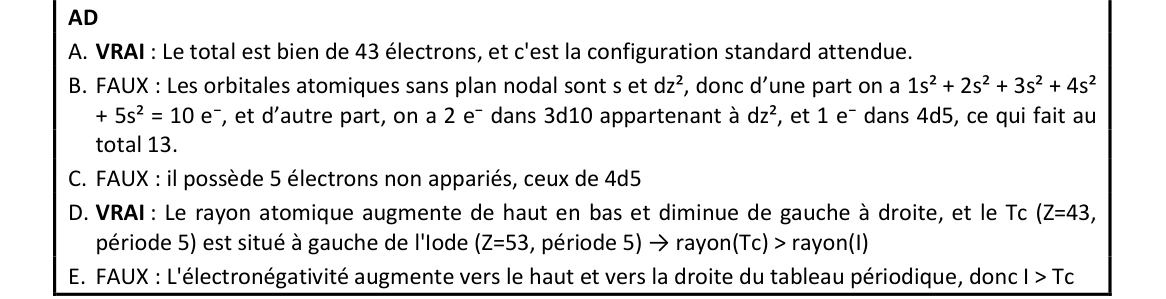 AD
A. VRAI : Le total est bien de 43 électrons, et c'est la configuration standard attendue.
B. FAUX : Les orbitales atomiques sans plan nodal sont s et dz², donc d’une part on a 1s² + 2s² + 3s² + 4s²
+ 5s² = 10 e⁻, et d’autre part, on a 2 e⁻ dans 3d10 appartenant à dz², et 1 e⁻ dans 4d5, ce qui fait au
total 13.
C. FAUX : il possède 5 électrons non appariés, ceux de 4d5
D. VRAI : Le rayon atomique augmente de haut en bas et diminue de gauche à droite, et le Tc (Z=43,
période 5) est situé à gauche de l'Iode (Z=53, période 5) → rayon(Tc) > rayon(I)
E. FAUX : L'électronégativité augmente vers le haut et vers la droite du tableau périodique, donc I > Tc